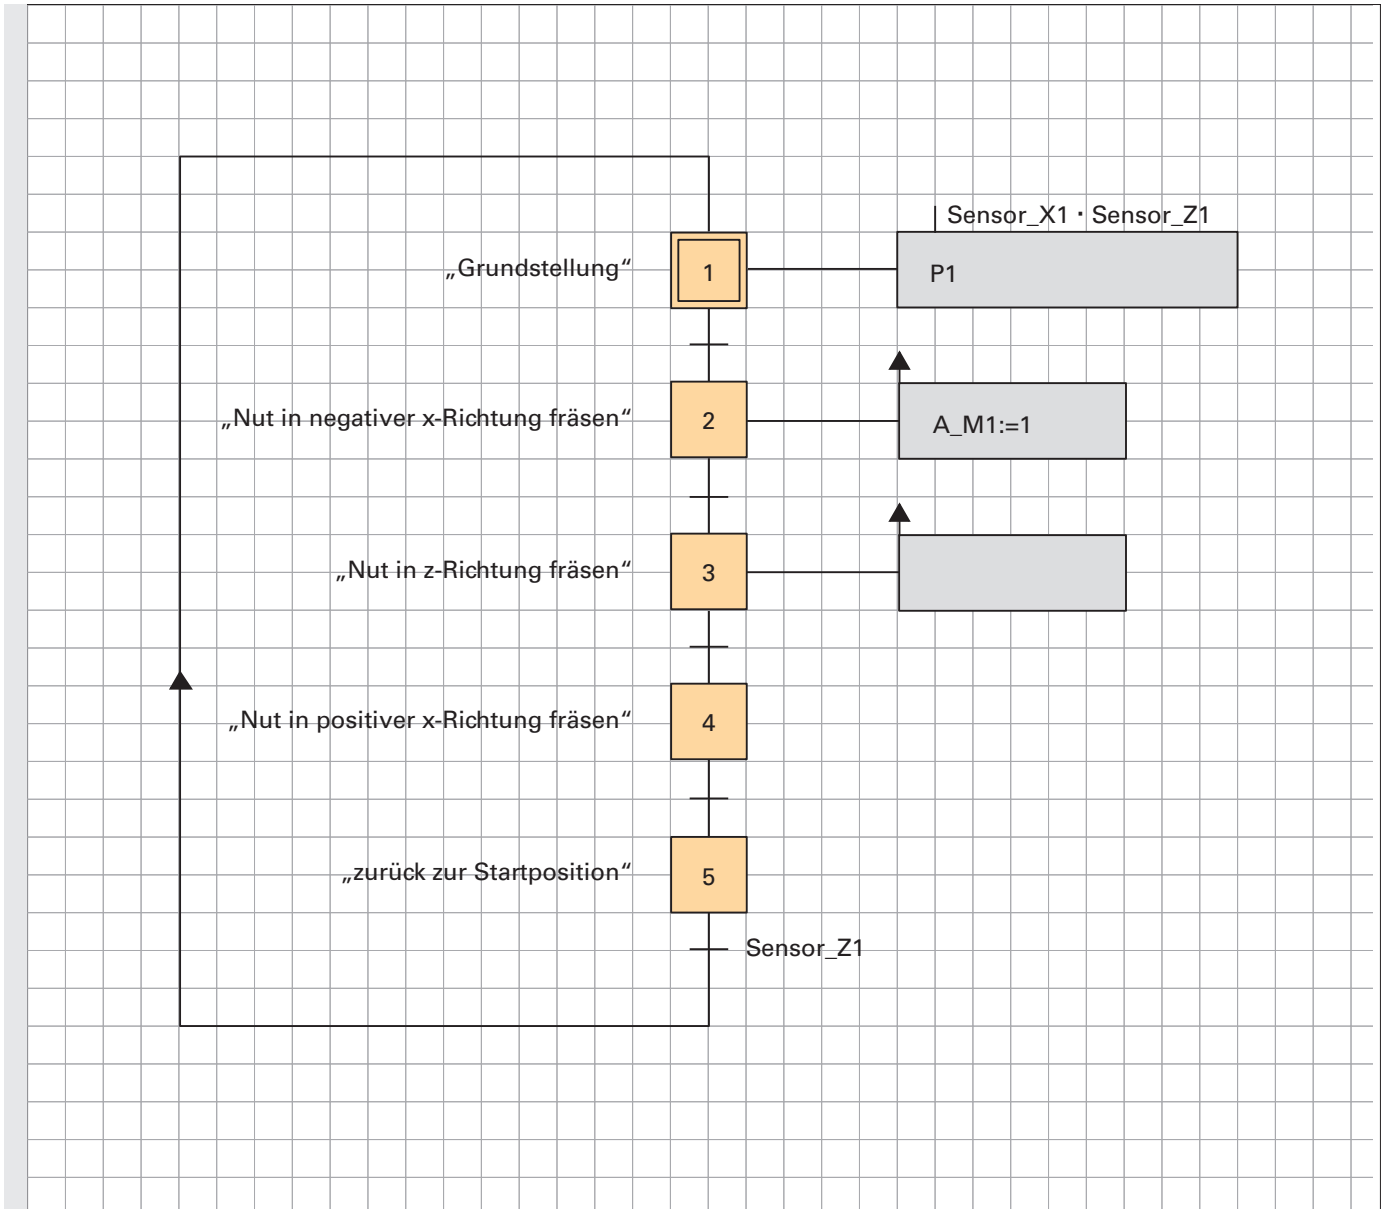 Sensor_X1 · Sensor_Z1
„Grundstellung“ 1 P1
„Nut in negativer x-Richtung fräsen“ 2 A_M1:=1
„Nut in z-Richtung fräsen“ 3
„Nut in positiver x-Richtung fräsen“ 4
„zurück zur Startposition“ 5
Sensor_Z1